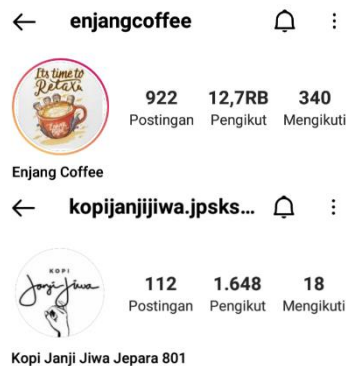 enjangcoffee
Its time to
Relax
922 12,7RB 340
Postingan Pengikut Mengikuti
Enjang Coffee
kopijanjijiwa.jpsks...
KOPI
Janji Jiwa
112 1.648 18
Postingan Pengikut Mengikuti
Kopi Janji Jiwa Jepara 801